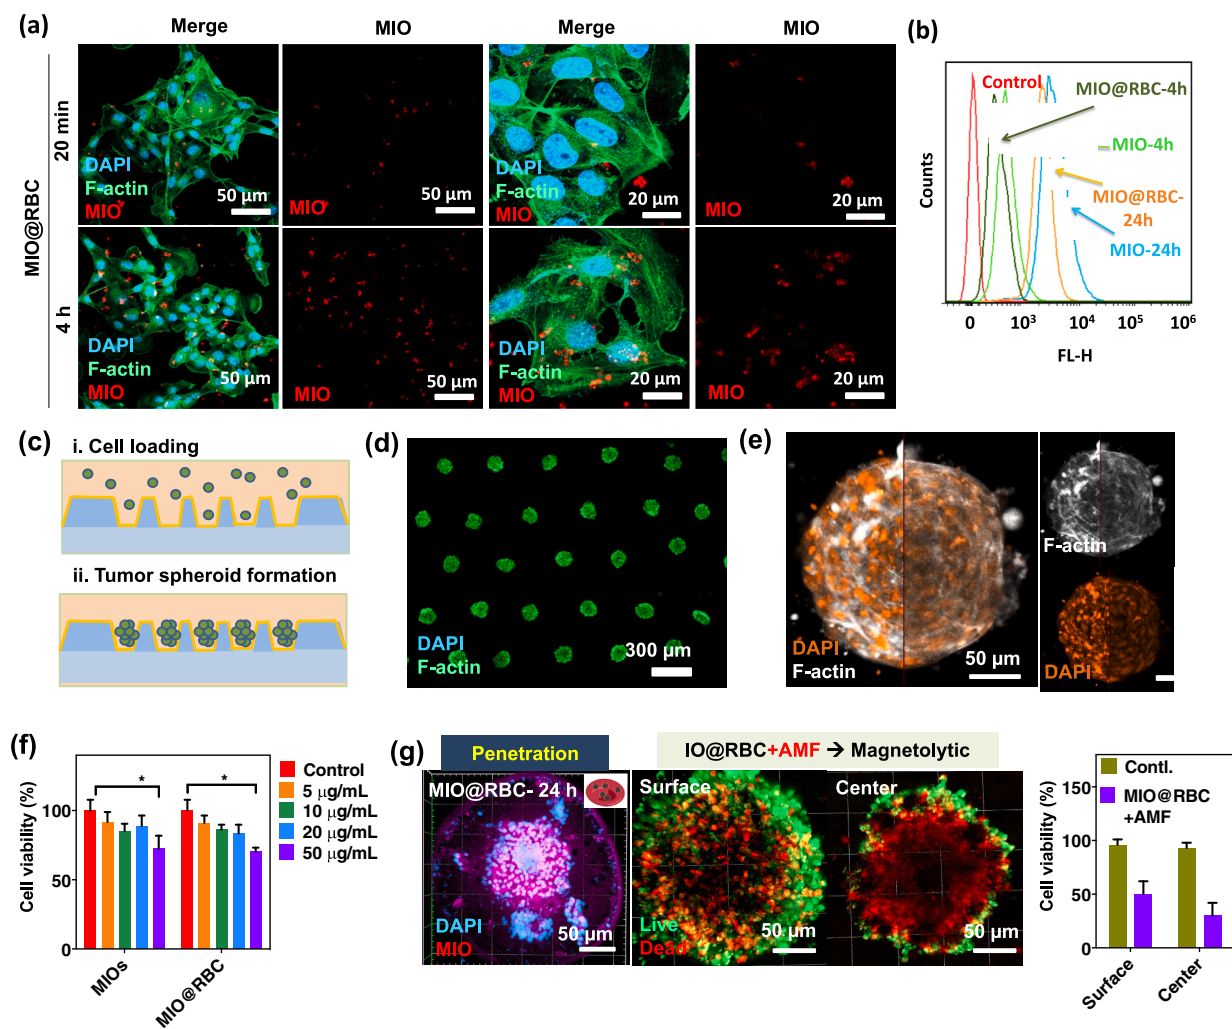 (a)
Merge
MIO
Merge
MIO
MIO@RBC
20 min
DAPI
F-actin
MIO
50 µm
MIO
50 µm
DAPI
F-actin
MIO
20 µm
MIO
20 µm
4 h
DAPI
F-actin
MIO
50 µm
MIO
50 µm
DAPI
F-actin
MIO
20 µm
MIO
20 µm
(b)
Control
MIO@RBC-4h
MIO-4h
MIO@RBC-
24h
MIO-24h
Counts
0 10³ 10⁴ 10⁵ 10⁶
FL-H
(c)
i. Cell loading
ii. Tumor spheroid formation
(d)
DAPI
F-actin
300 µm
(e)
DAPI
F-actin
50 µm
F-actin
DAPI
(f)
Cell viability (%)
100
50
0
*
*
MIOs
MIO@RBC
Control
5 µg/mL
10 µg/mL
20 µg/mL
50 µg/mL
(g)
Penetration
MIO@RBC- 24 h
DAPI
MIO
50 µm
IO@RBC+AMF → Magnetolytic
Surface
Live
Dead
50 µm
Center
50 µm
Cell viability (%)
150
100
50
0
Contl.
MIO@RBC
+AMF
Surface
Center